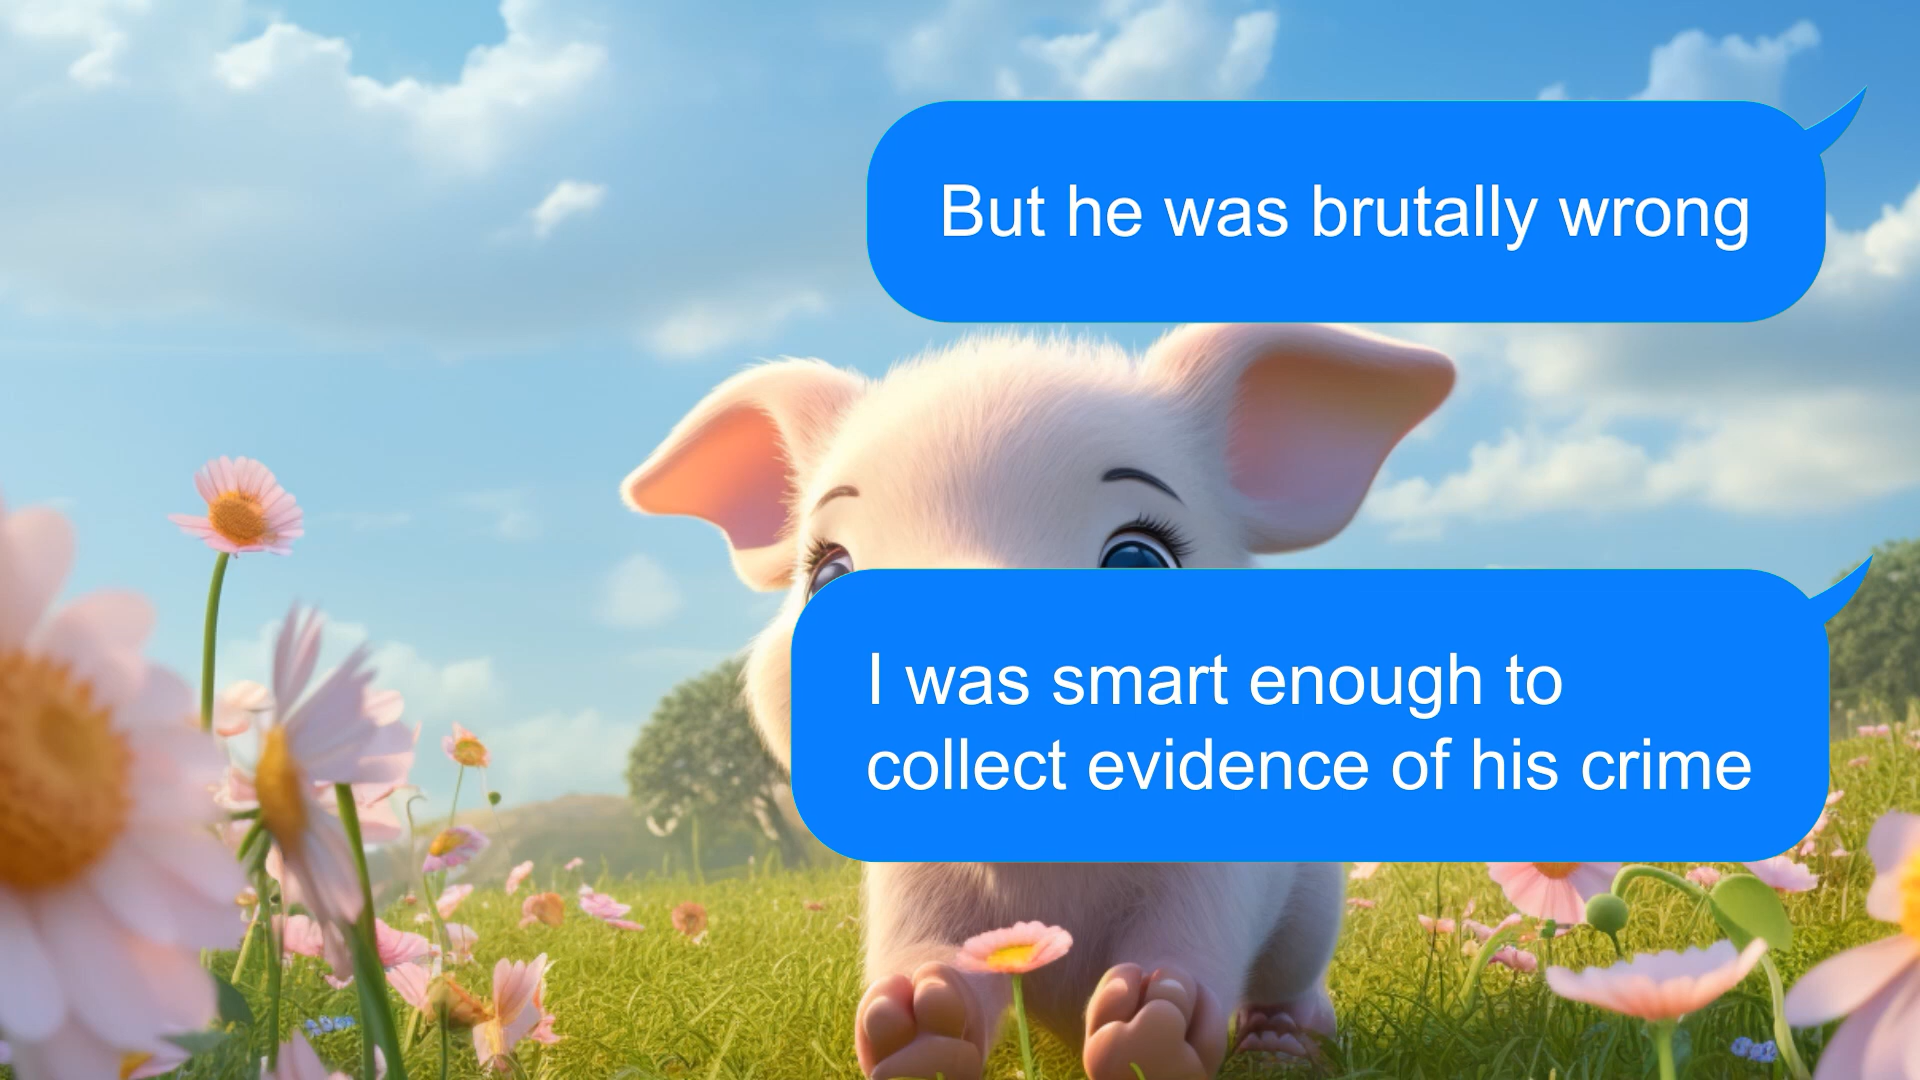 But he was brutally wrong
I was smart enough to
collect evidence of his crime